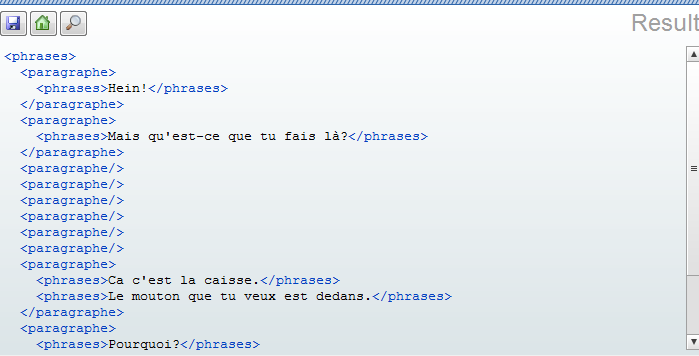 Result
<phrases>
<paragraphe>
<phrases>Hein!</phrases>
</paragraphe>
<paragraphe>
<phrases>Mais qu'est-ce que tu fais là?</phrases>
</paragraphe>
<paragraphe/>
<paragraphe/>
<paragraphe/>
<paragraphe/>
<paragraphe/>
<paragraphe/>
<paragraphe>
<phrases>Ca c'est la caisse.</phrases>
<phrases>Le mouton que tu veux est dedans.</phrases>
</paragraphe>
<paragraphe>
<phrases>Pourquoi?</phrases>